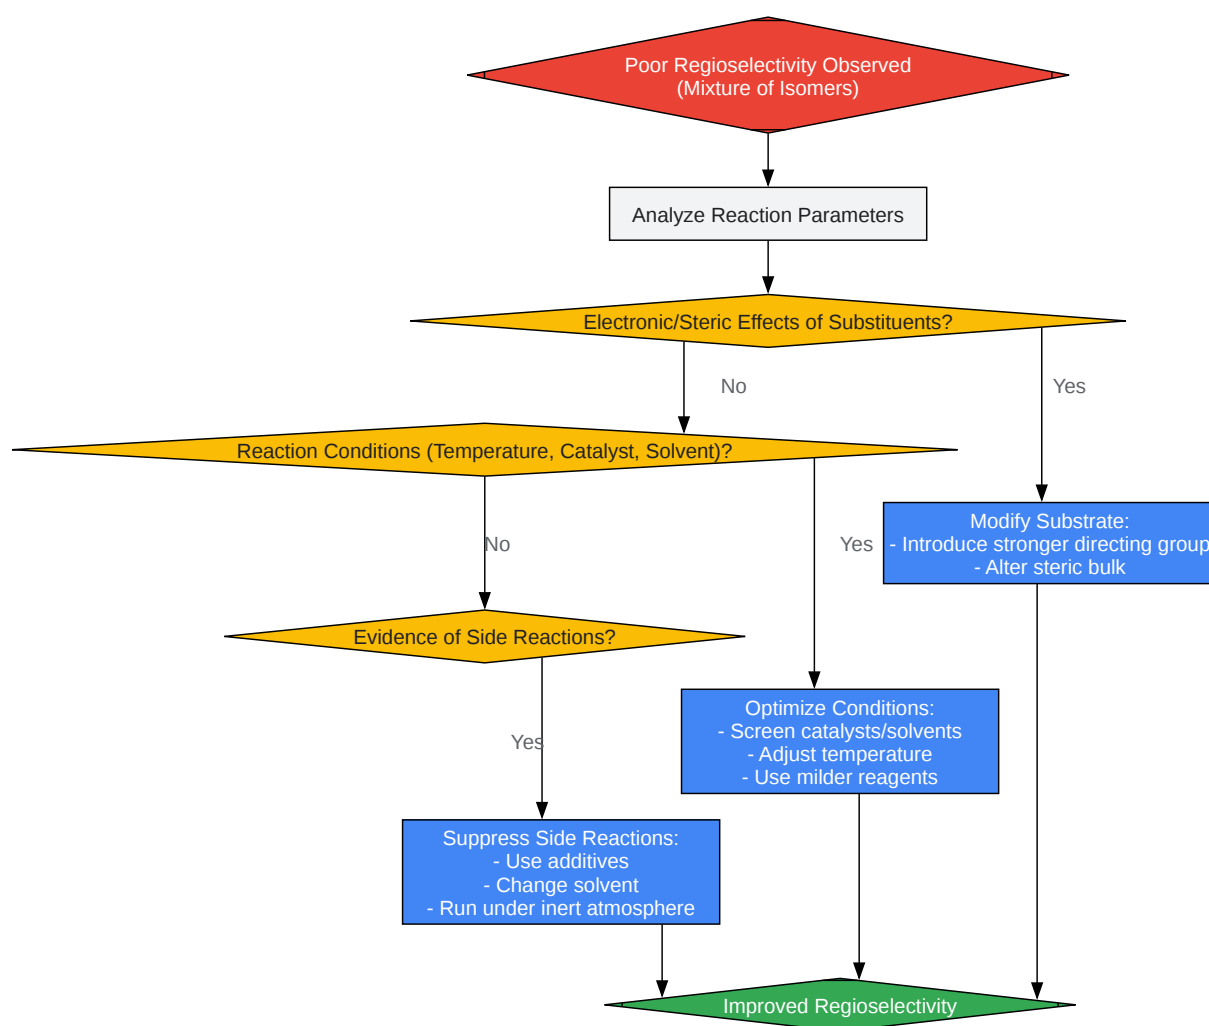 Poor Regioselectivity Observed
(Mixture of Isomers)
Analyze Reaction Parameters
Electronic/Steric Effects of Substituents?
No
Yes
Reaction Conditions (Temperature, Catalyst, Solvent)?
No
Yes
Modify Substrate:
- Introduce stronger directing group
- Alter steric bulk
Evidence of Side Reactions?
Yes
Optimize Conditions:
- Screen catalysts/solvents
- Adjust temperature
- Use milder reagents
Suppress Side Reactions:
- Use additives
- Change solvent
- Run under inert atmosphere
Improved Regioselectivity